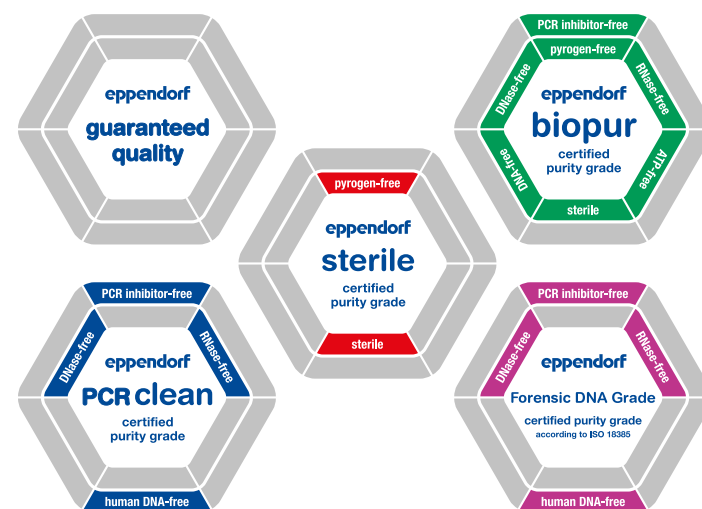 eppendorf
guaranteed
quality
PCR inhibitor-free
pyrogen-free
DNase-free
RNase-free
eppendorf
biopur
certified
purity grade
DNA-free
ATP-free
sterile
pyrogen-free
eppendorf
sterile
certified
purity grade
sterile
PCR inhibitor-free
DNase-free
RNase-free
eppendorf
PCR clean
certified
purity grade
human DNA-free
PCR inhibitor-free
DNase-free
RNase-free
eppendorf
Forensic DNA Grade
certified purity grade
according to ISO 18385
human DNA-free